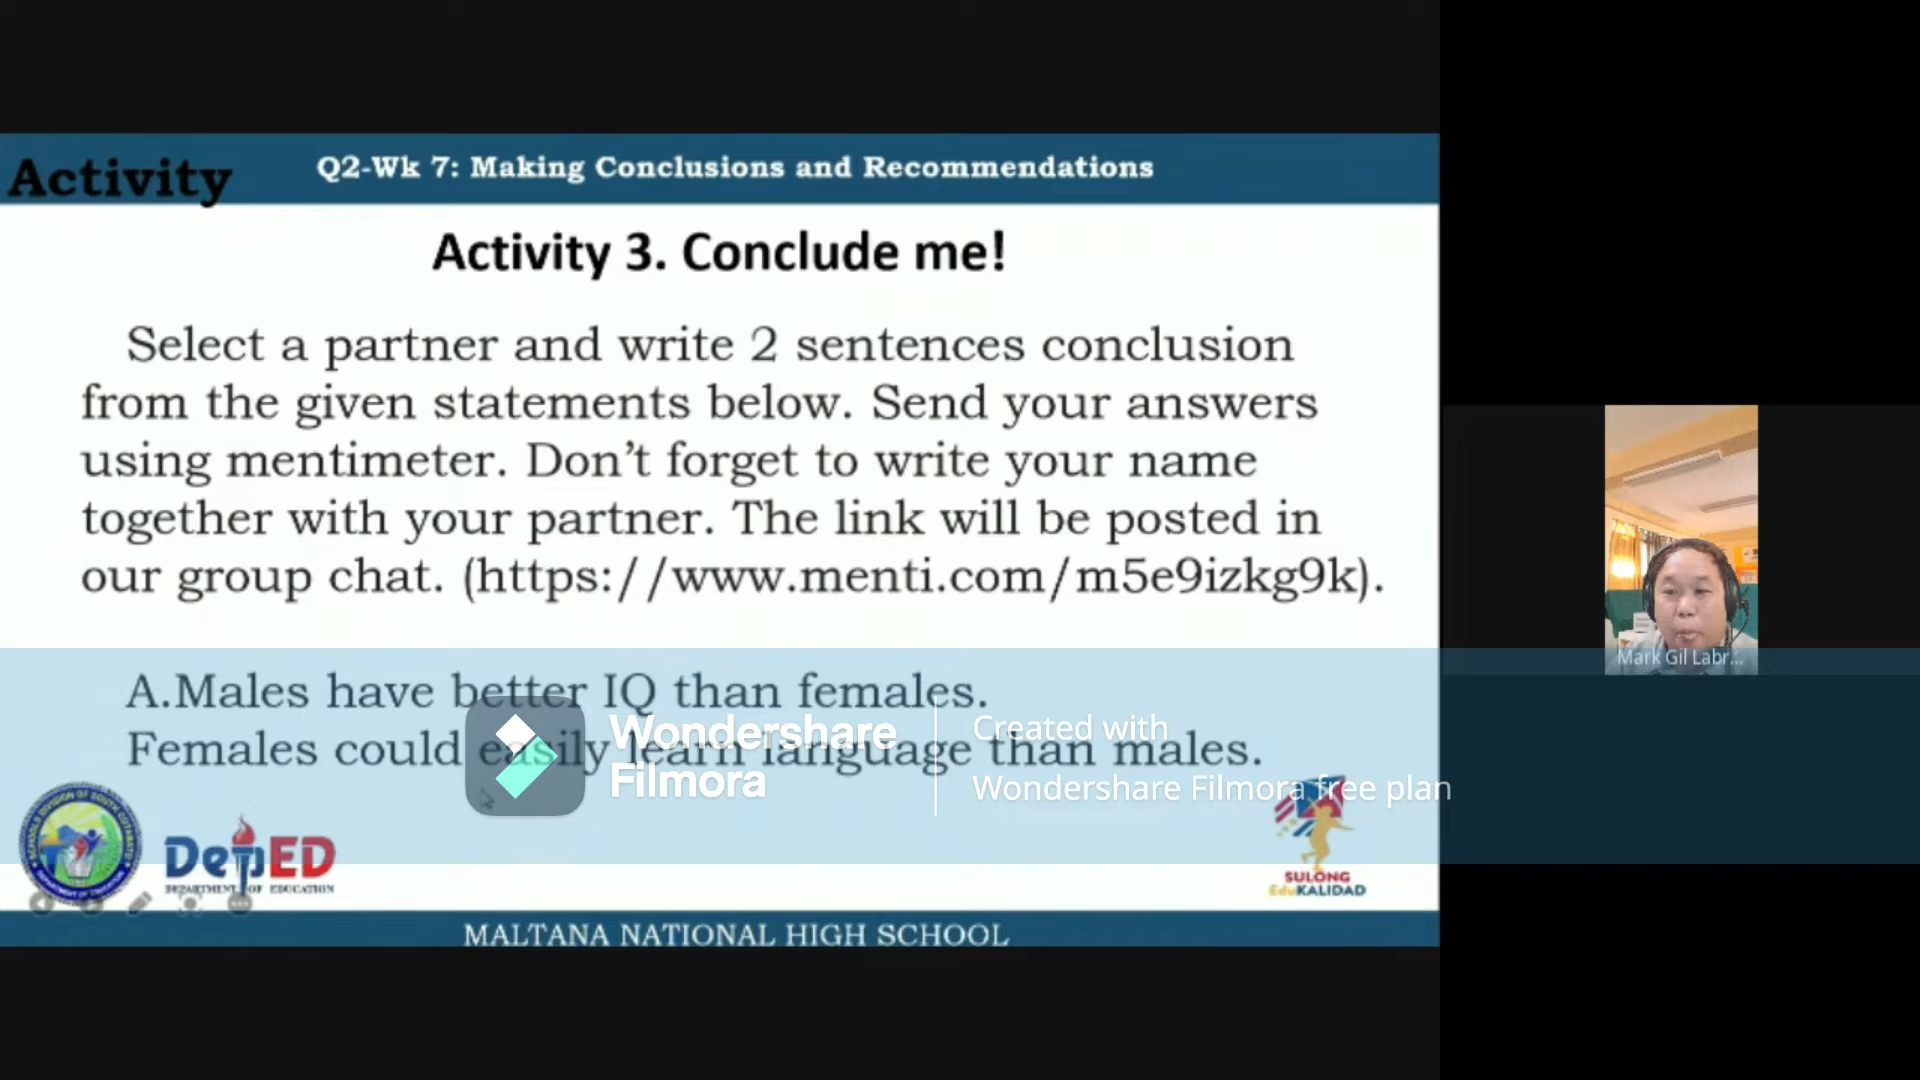 Activity
Q2-Wk 7: Making Conclusions and Recommendations
Activity 3. Conclude me!
Select a partner and write 2 sentences conclusion
from the given statements below. Send your answers
using mentimeter. Don't forget to write your name
together with your partner. The link will be posted in
our group chat. (https://www.menti.com/m5e9izkg9k).
A.Males have better IQ than females.
Females could easily learn language than males.
Wondershare
Filmora
Created with
Wondershare Filmora free plan
Mark Gil Labr...
DepED
DEPARTMENT OF EDUCATION
SULONG
EduKALIDAD
MALTANA NATIONAL HIGH SCHOOL